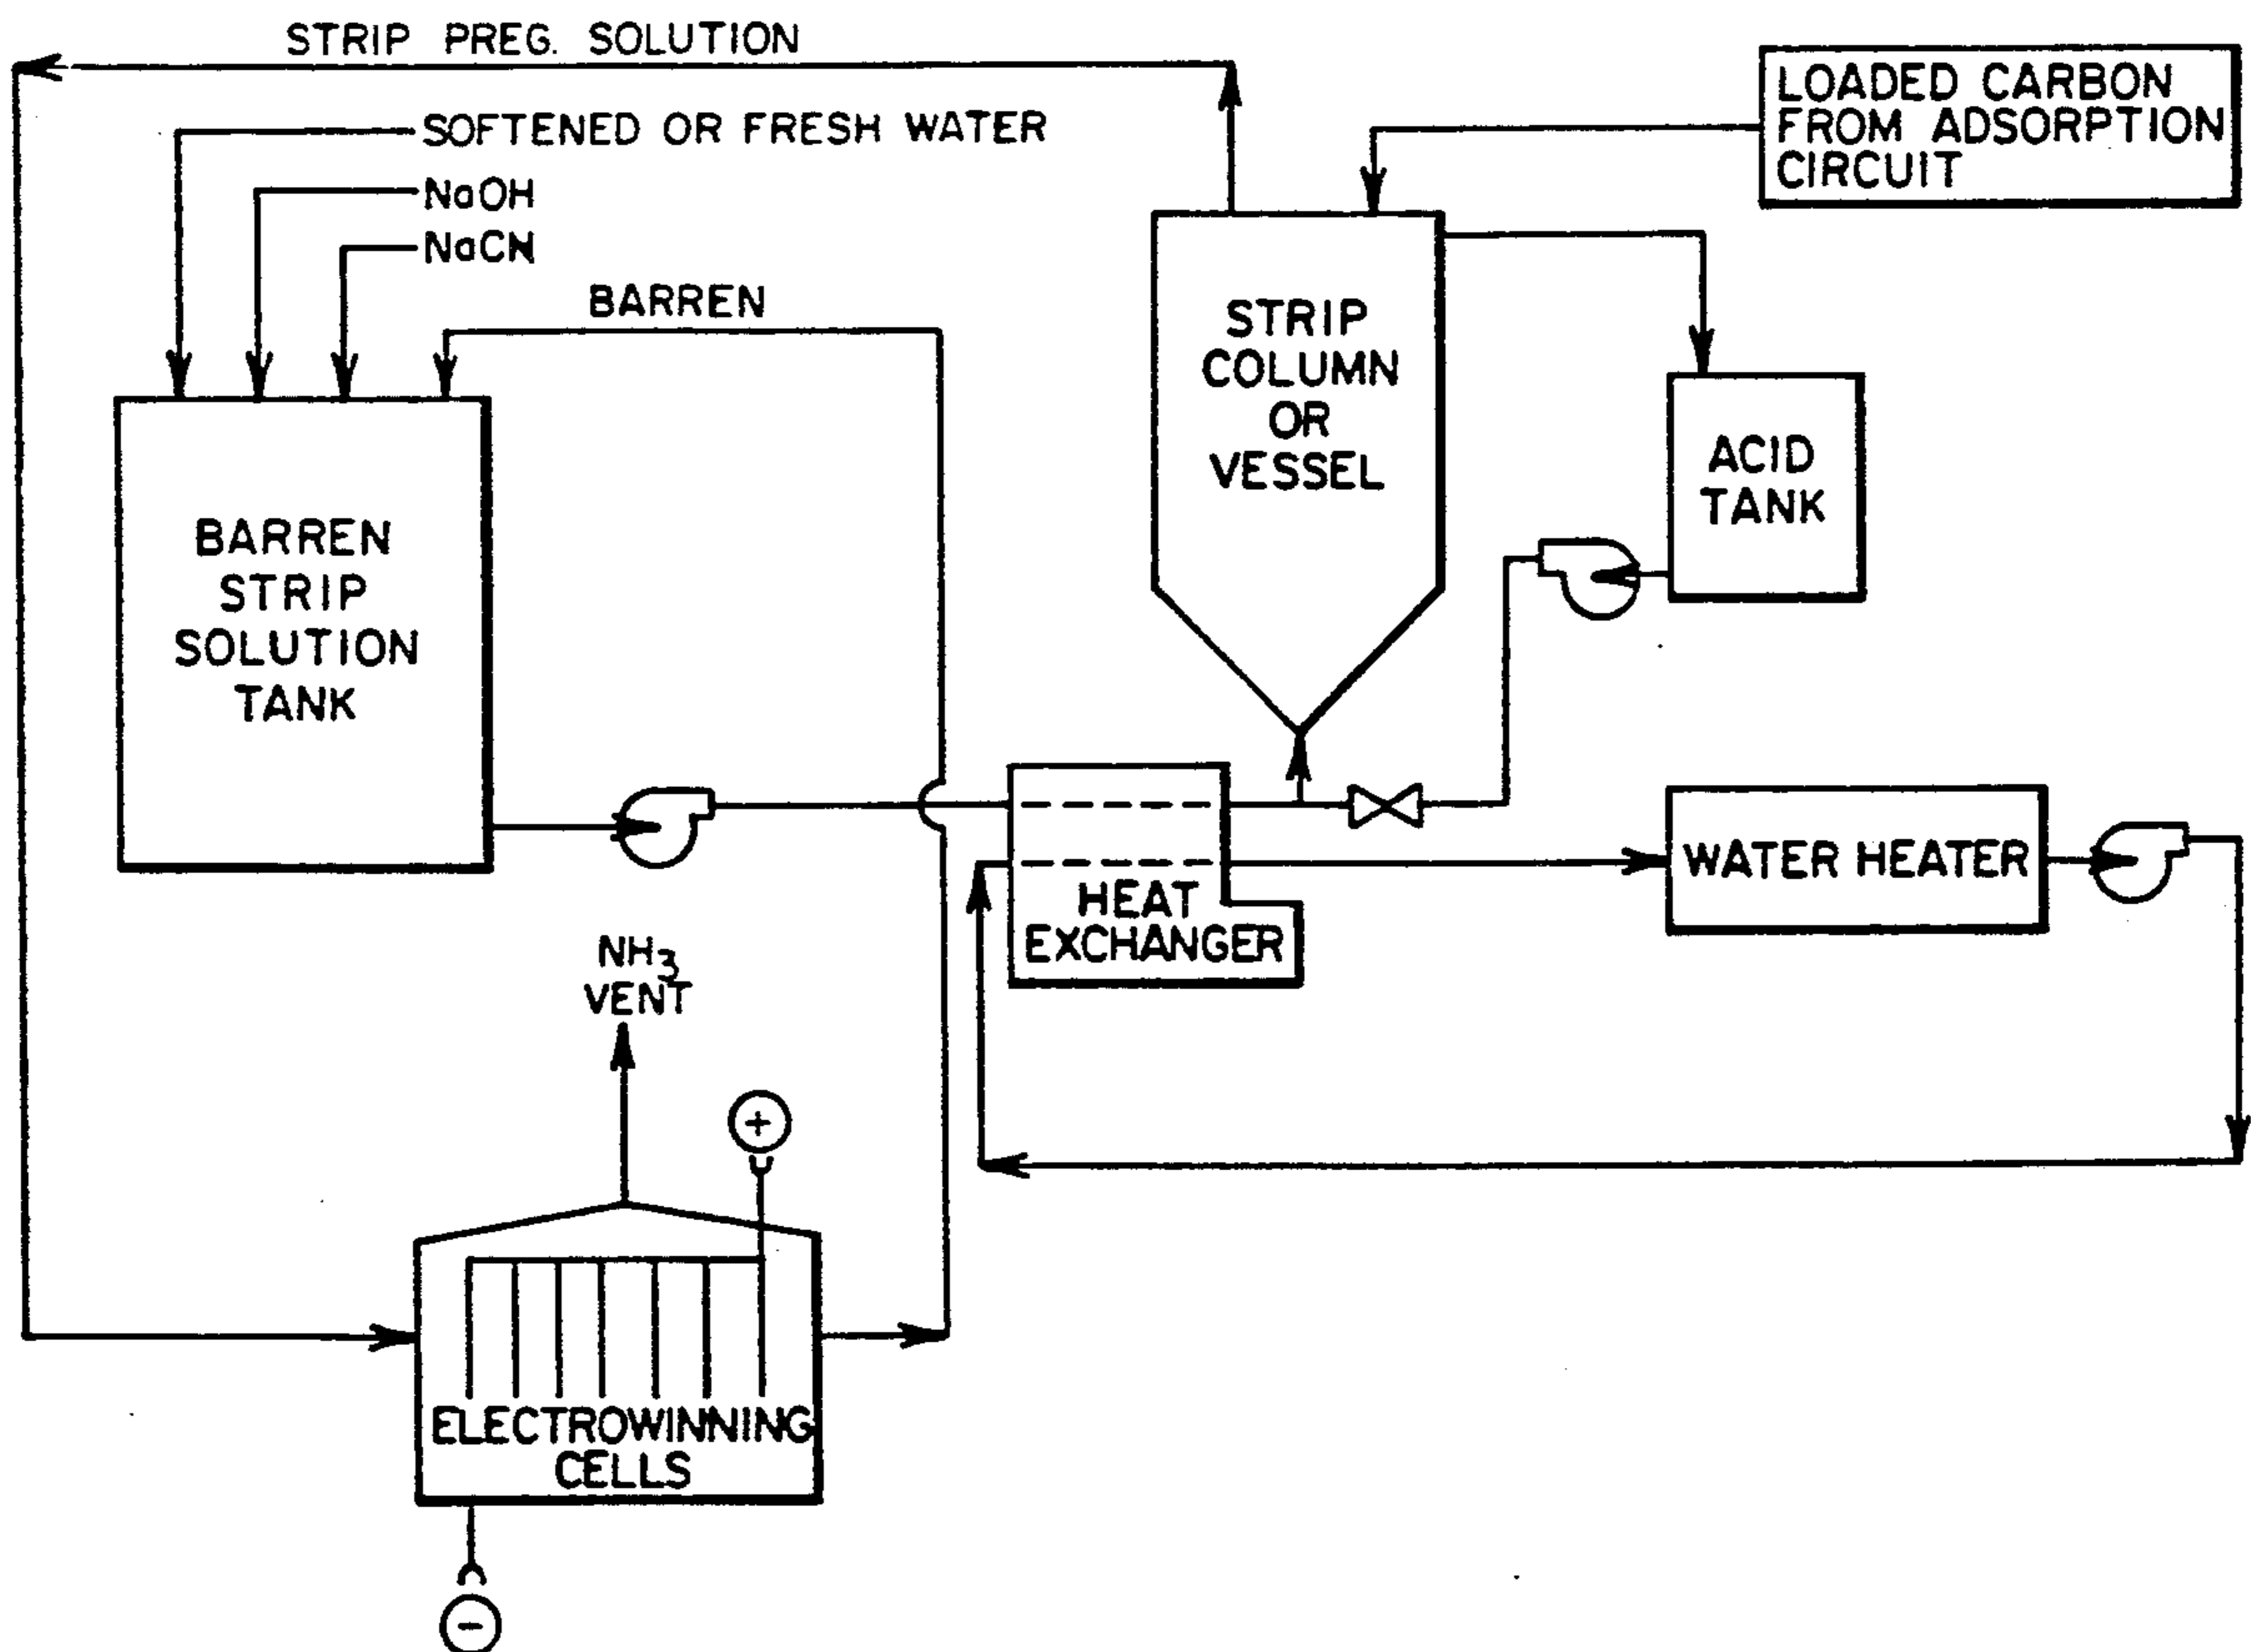 STRIP PREG. SOLUTION
LOADED CARBON
FROM ADSORPTION
CIRCUIT
SOFTENED OR FRESH WATER
NaOH
NaCN
BARREN
STRIP
COLUMN
OR
VESSEL
ACID
TANK
BARREN
STRIP
SOLUTION
TANK
WATER HEATER
HEAT
EXCHANGER
NH3
VENT
+
ELECTROWINNING
CELLS
-